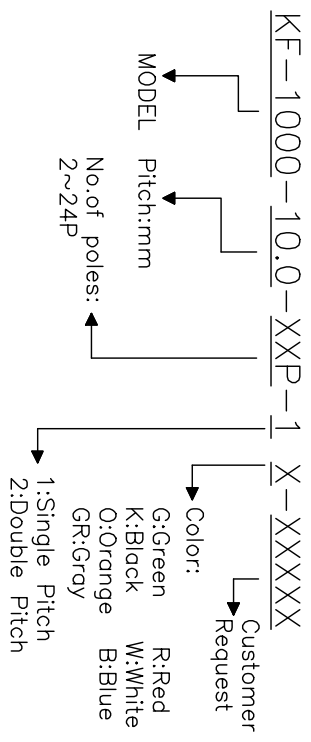 KF-1000-10.0-XXP-1 X-XXXXX
MODEL
Pitch:mm
No.of poles:
2~24P
1:Single Pitch
2:Double Pitch
Color:
G:Green R:Red
K:Black W:White
O:Orange B:Blue
GR:Gray
Customer
Request